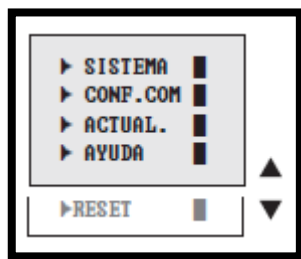 ▶ SISTEMA
▶ CONF.COM
▶ ACTUAL.
▶ AYUDA
▶RESET